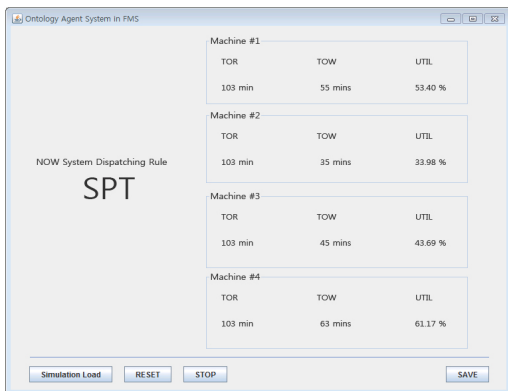 Ontology Agent System in FMS
NOW System Dispatching Rule
SPT
Machine #1
TOR TOW UTIL
103 min 55 mins 53.40 %
Machine #2
TOR TOW UTIL
103 min 35 mins 33.98 %
Machine #3
TOR TOW UTIL
103 min 45 mins 43.69 %
Machine #4
TOR TOW UTIL
103 min 63 mins 61.17 %
Simulation Load RESET STOP SAVE